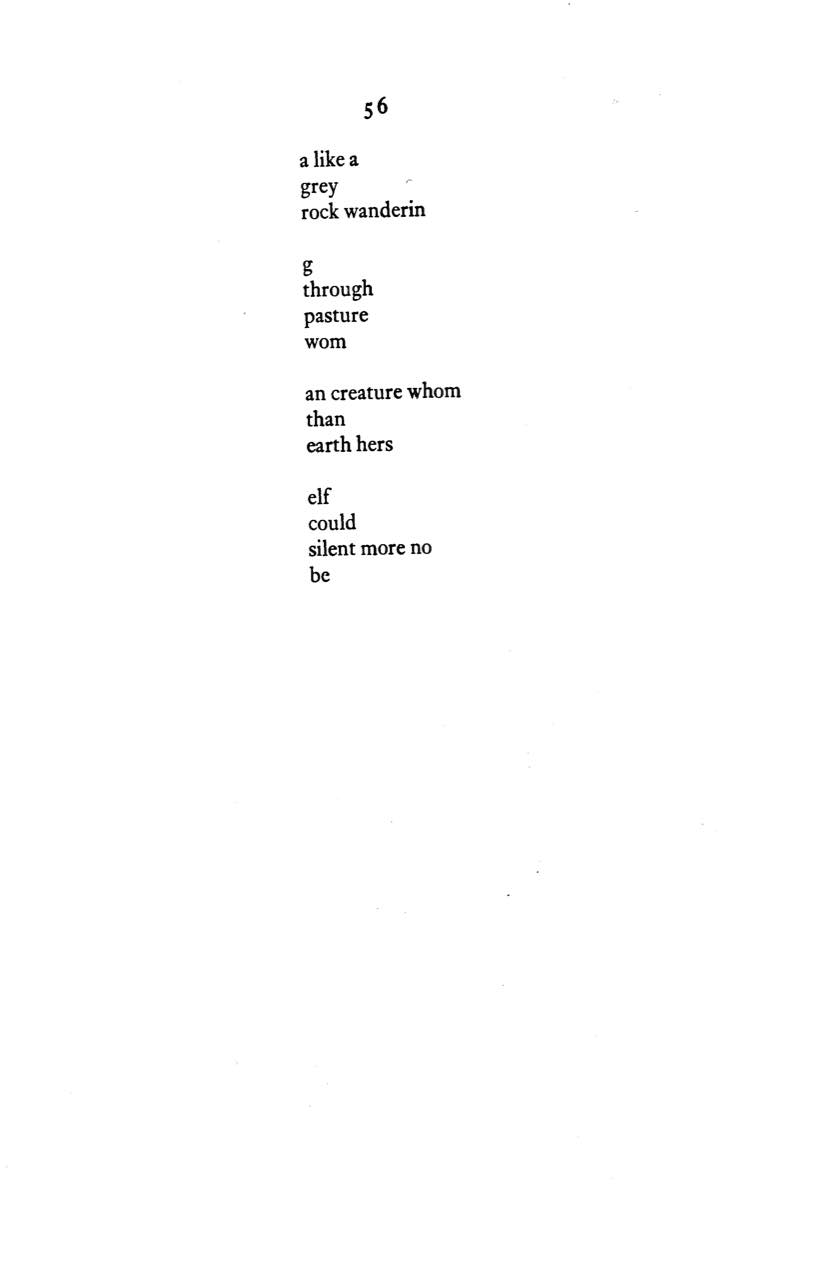 56
a like a
grey
rock wanderin
g
through
pasture
wom
an creature whom
than
earth hers
elf
could
silent more no
be